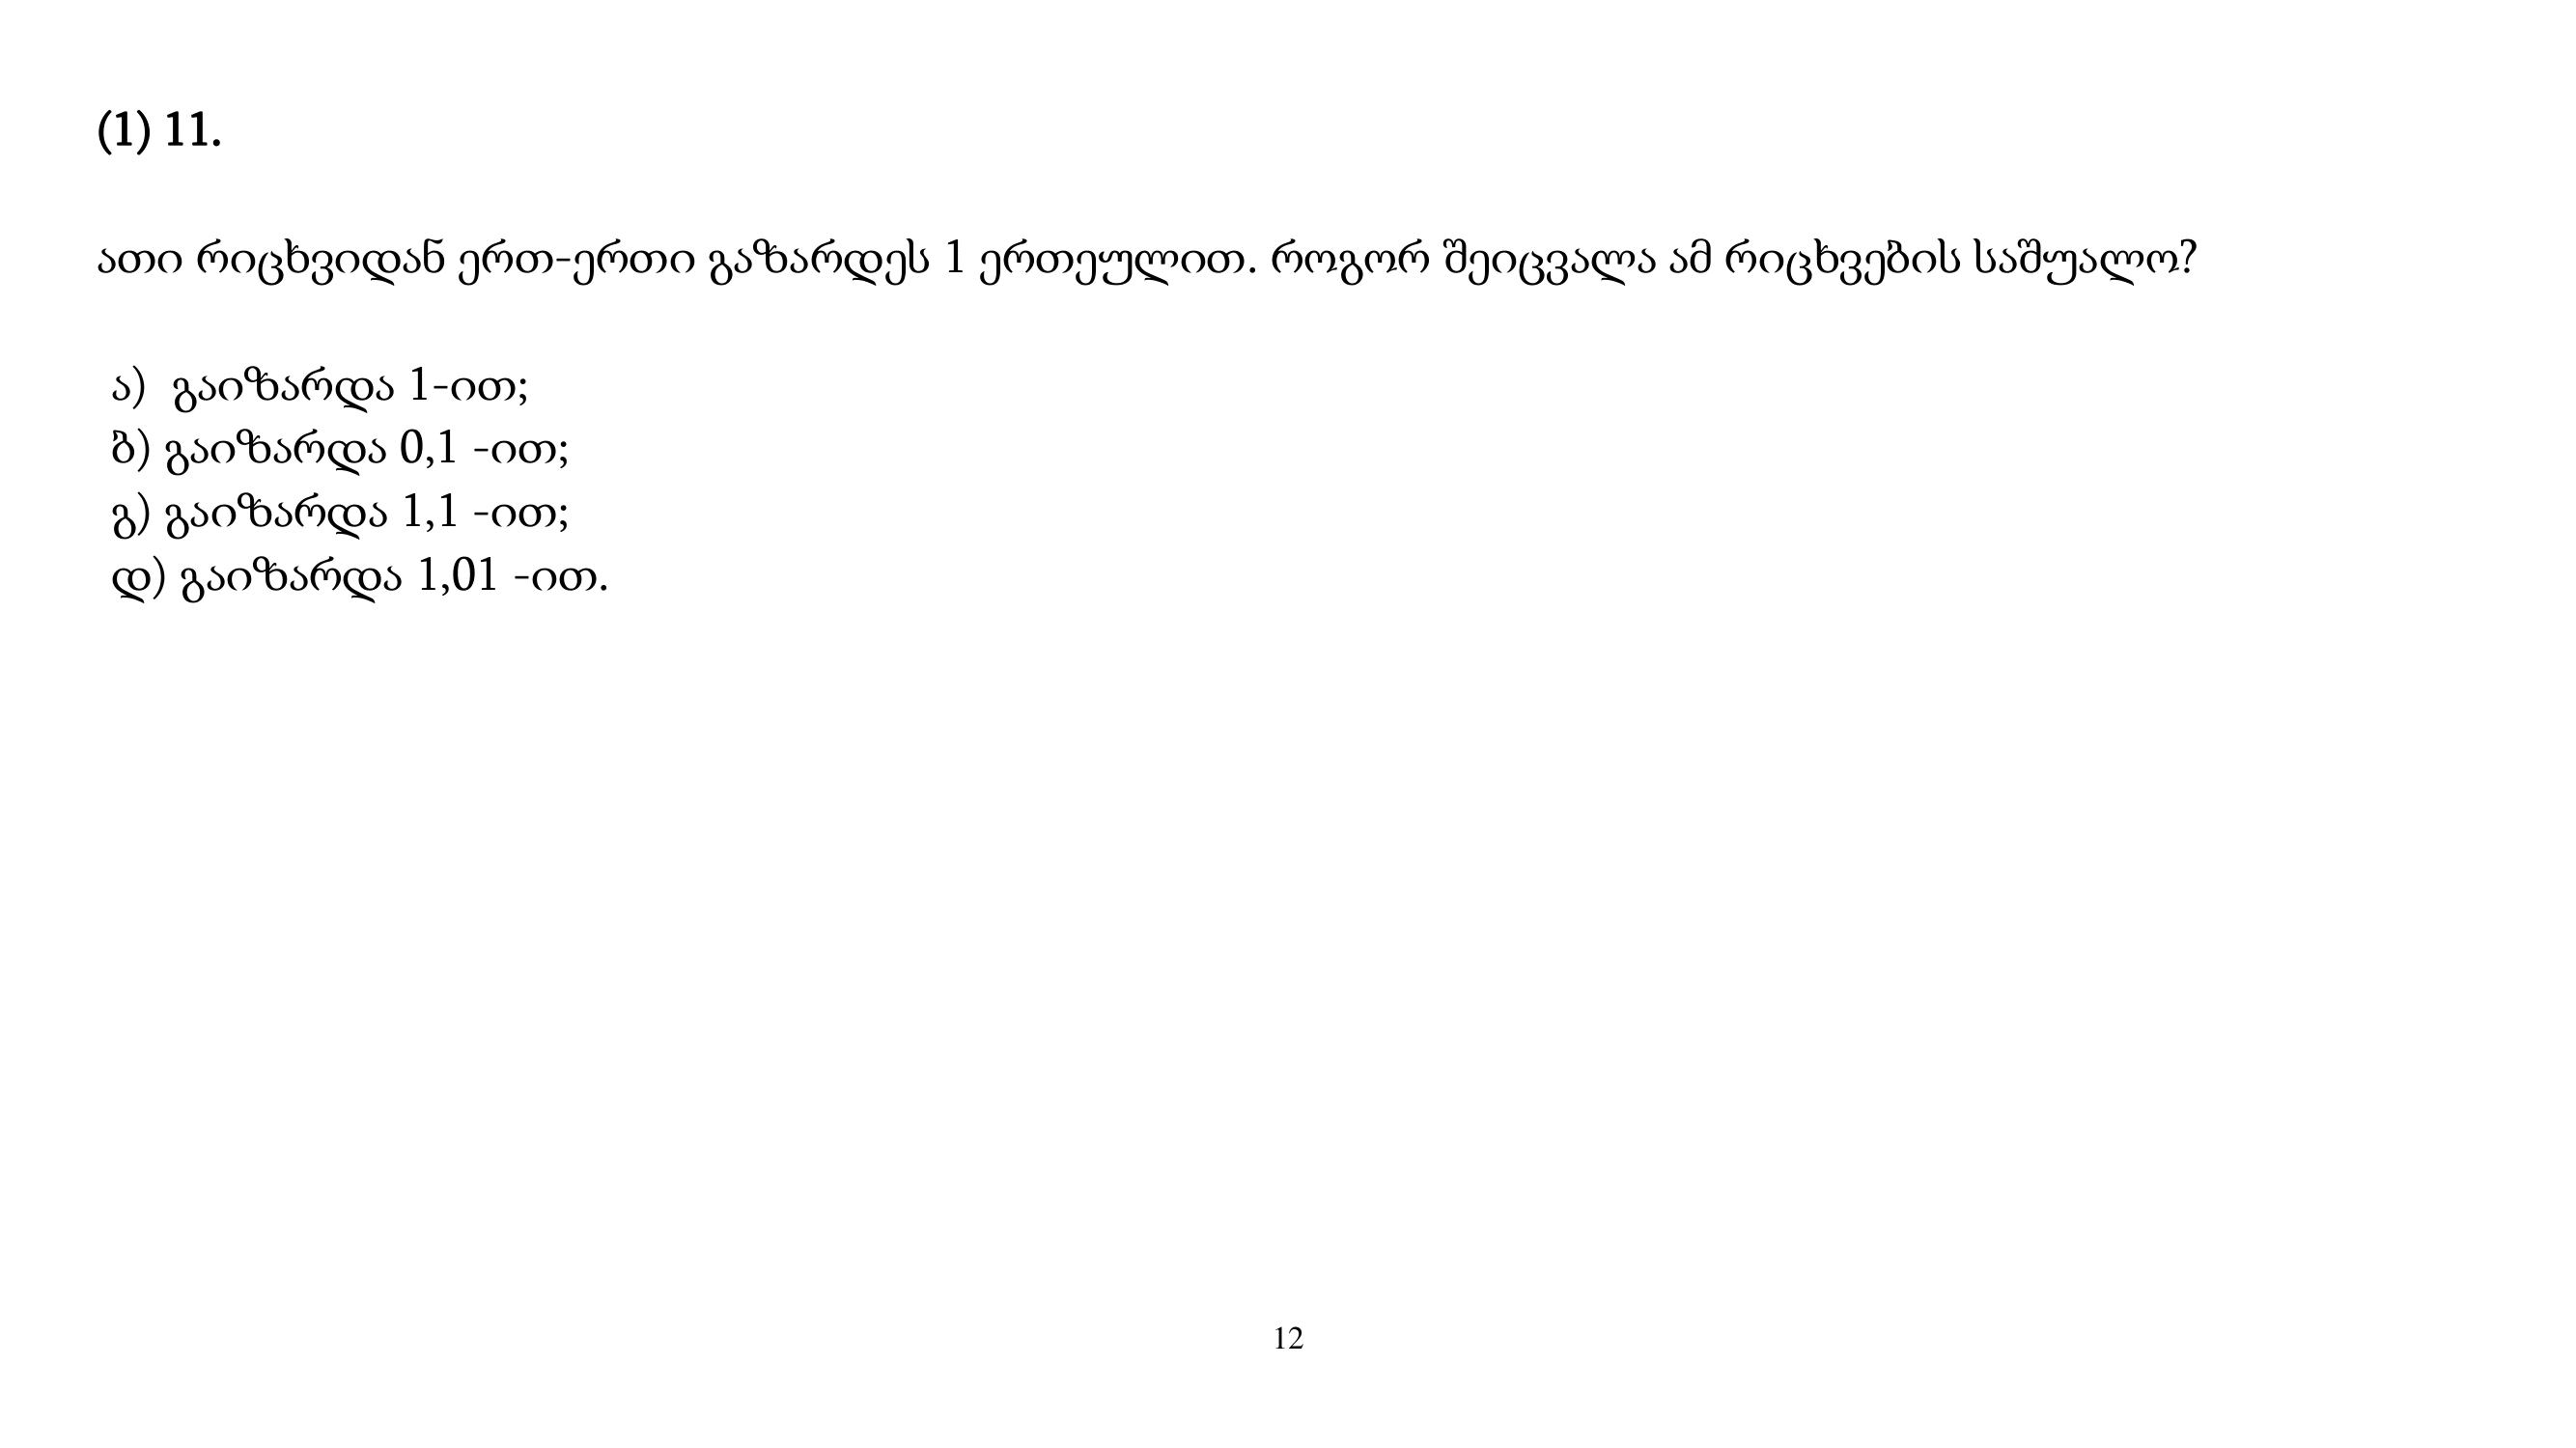 (1) 11.
ათი რიცხვიდან ერთ-ერთი გაზარდეს 1 ერთეულით. როგორ შეიცვალა ამ რიცხვების საშუალო?
ა) გაიზარდა 1-ით;
ბ) გაიზარდა 0,1 -ით;
გ) გაიზარდა 1,1 -ით;
დ) გაიზარდა 1,01 -ით.
12